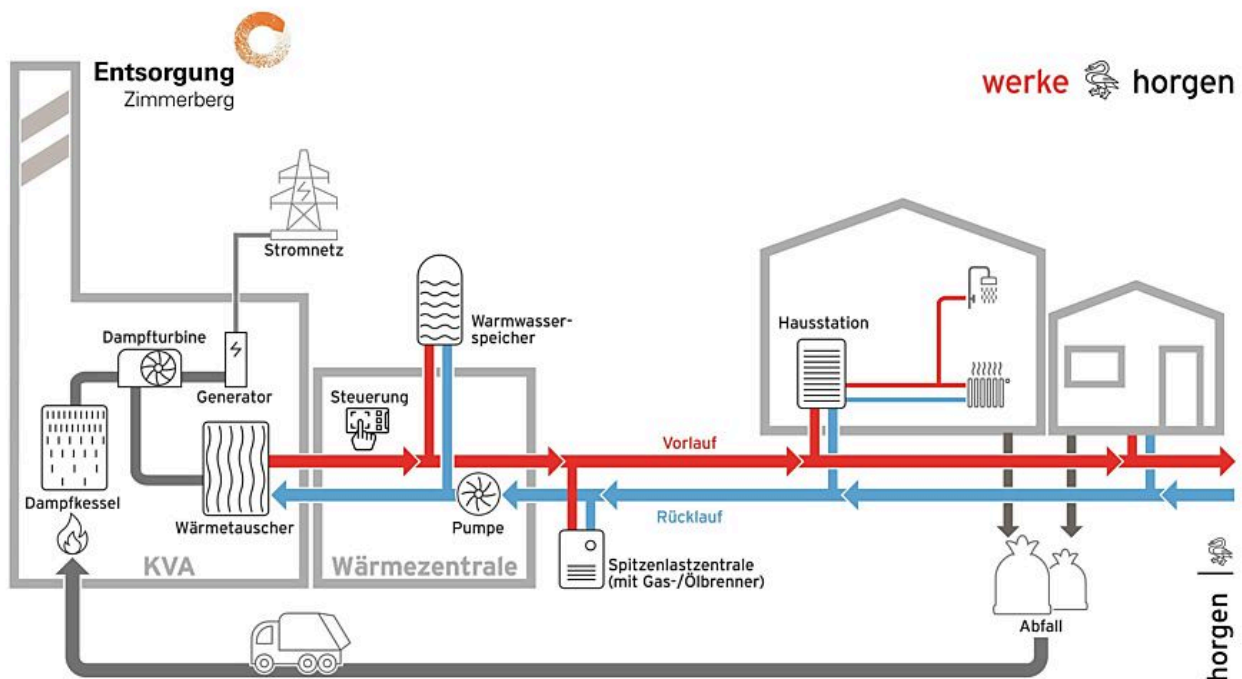 Entsorgung
Zimmerberg
werke horgen
Stromnetz
Warmwasser-
speicher
Dampfturbine
Generator
Steuerung
Hausstation
Vorlauf
Dampfkessel
Wärmetauscher
Pumpe
Rücklauf
KVA
Wärmezentrale
Spitzenlastzentrale
(mit Gas-/Ölbrenner)
Abfall
horgen